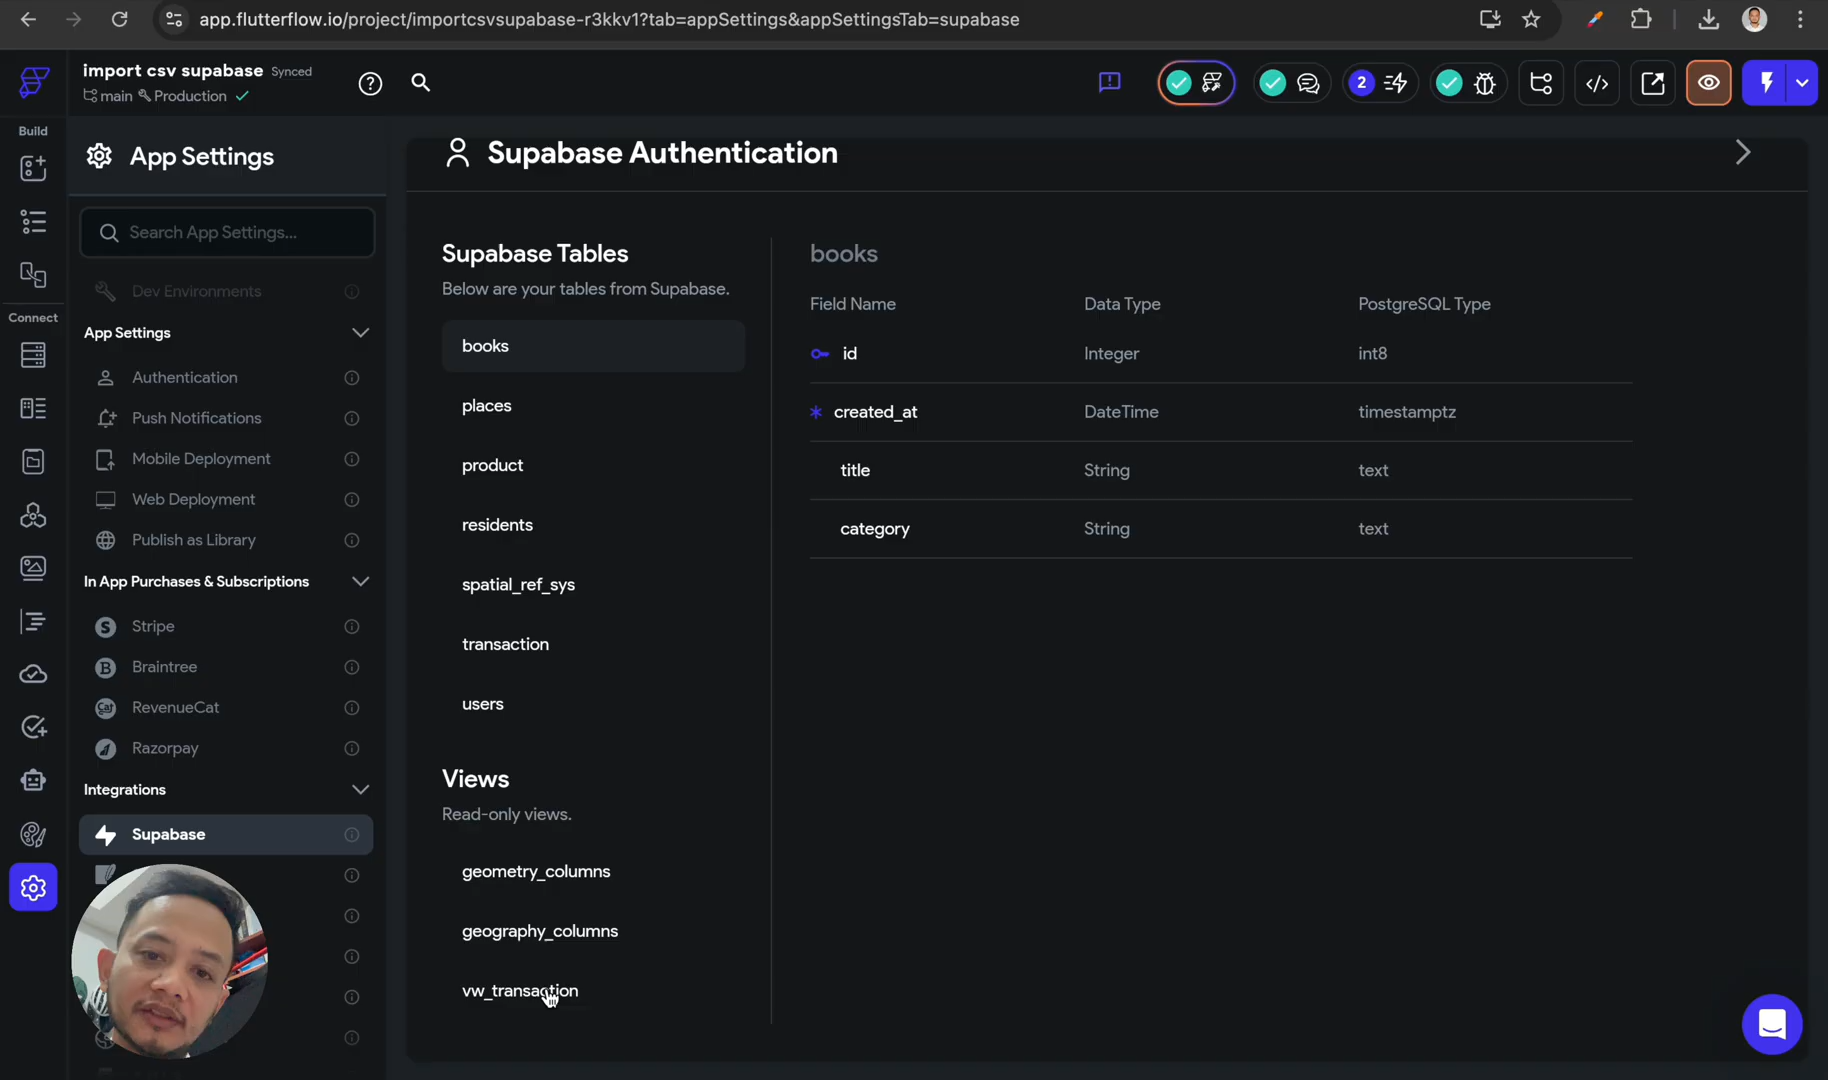 app.flutterflow.io/project/importcsvsupabase-r3kkv1?tab=appSettings&appSettingsTab=supabase
import csv supabase Synced
main Production
2
Build
Connect
App Settings
Search App Settings...
Dev Environments
App Settings
Authentication
Push Notifications
Mobile Deployment
Web Deployment
Publish as Library
In App Purchases & Subscriptions
Stripe
Braintree
RevenueCat
Razorpay
Integrations
Supabase
Supabase Authentication
Supabase Tables
Below are your tables from Supabase.
books
places
product
residents
spatial_ref_sys
transaction
users
Views
Read-only views.
geometry_columns
geography_columns
vw_transaction
books
Field Name Data Type PostgreSQL Type
id Integer int8
* created_at DateTime timestamptz
title String text
category String text